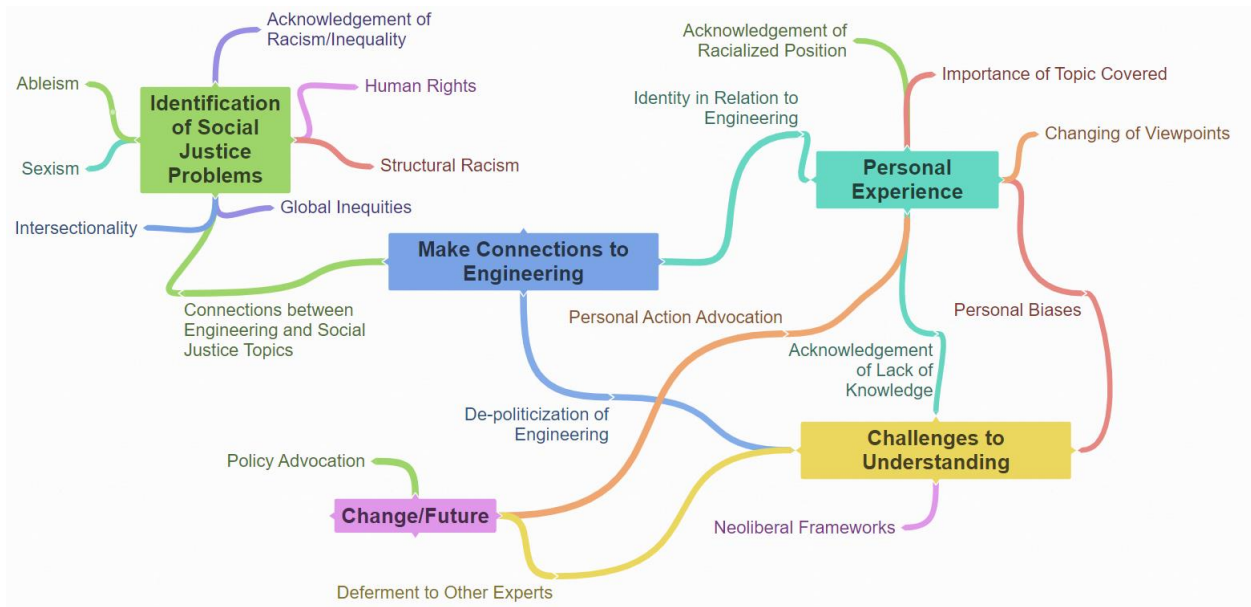 Acknowledgement of
Racism/Inequality
Ableism
Human Rights
Identification
of Social
Justice
Problems
Sexism
Structural Racism
Global Inequities
Intersectionality
Connections between
Engineering and Social
Justice Topics
Make Connections to
Engineering
Acknowledgement of
Racialized Position
Importance of Topic Covered
Identity in Relation to
Engineering
Changing of Viewpoints
Personal
Experience
Personal Action Advocation
Personal Biases
Acknowledgement
of Lack of
Knowledge
De-politicization of
Engineering
Challenges to
Understanding
Policy Advocation
Change/Future
Neoliberal Frameworks
Deferment to Other Experts